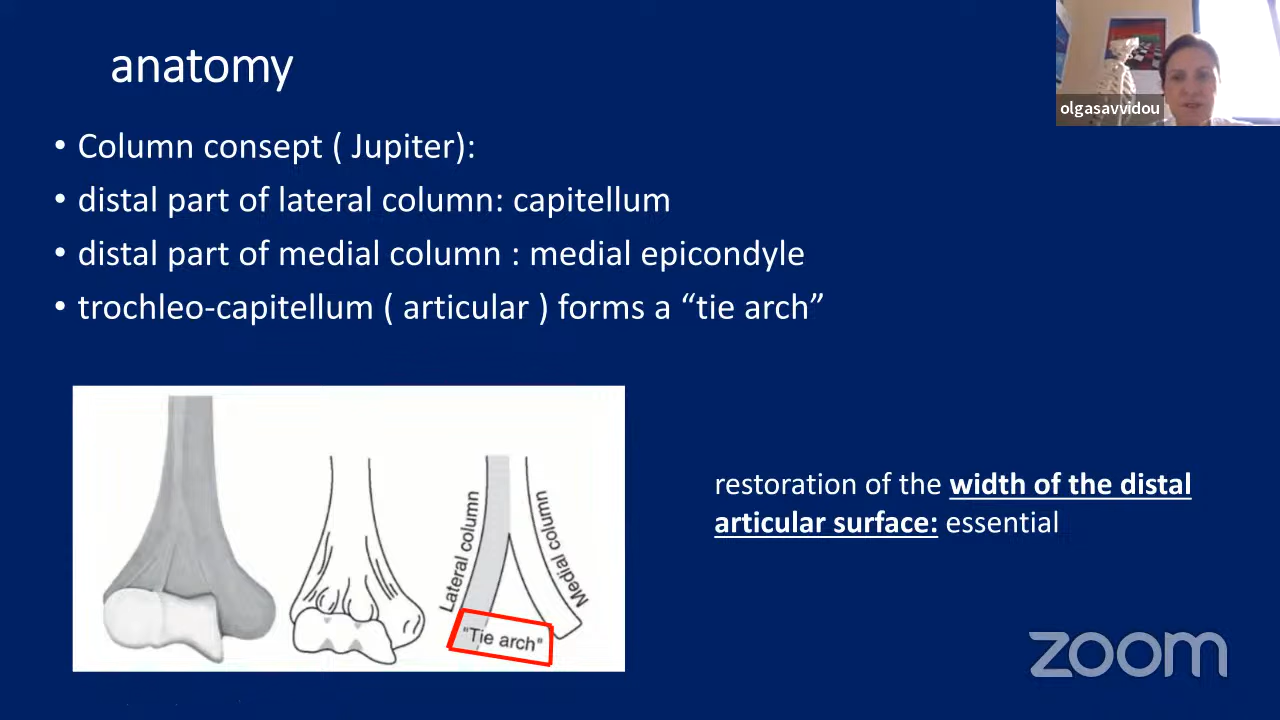 anatomy
olgasavvidou
• Column consept ( Jupiter):
• distal part of lateral column: capitellum
• distal part of medial column : medial epicondyle
• trochleo-capitellum ( articular ) forms a “tie arch”
Lateral column
Medial column
"Tie arch"
restoration of the width of the distal
articular surface: essential
zoom